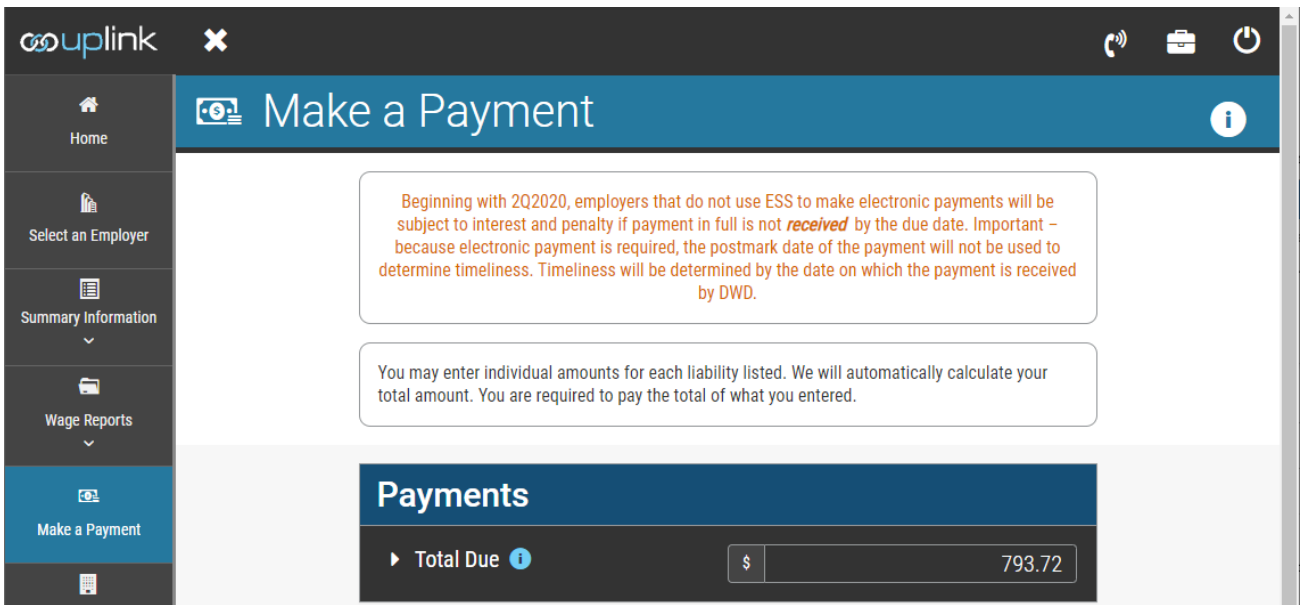 uplink
Make a Payment
Home
Select an Employer
Summary Information
Wage Reports
Make a Payment
Beginning with 2Q2020, employers that do not use ESS to make electronic payments will be
subject to interest and penalty if payment in full is not received by the due date. Important –
because electronic payment is required, the postmark date of the payment will not be used to
determine timeliness. Timeliness will be determined by the date on which the payment is received
by DWD.
You may enter individual amounts for each liability listed. We will automatically calculate your
total amount. You are required to pay the total of what you entered.
Payments
Total Due $ 793.72